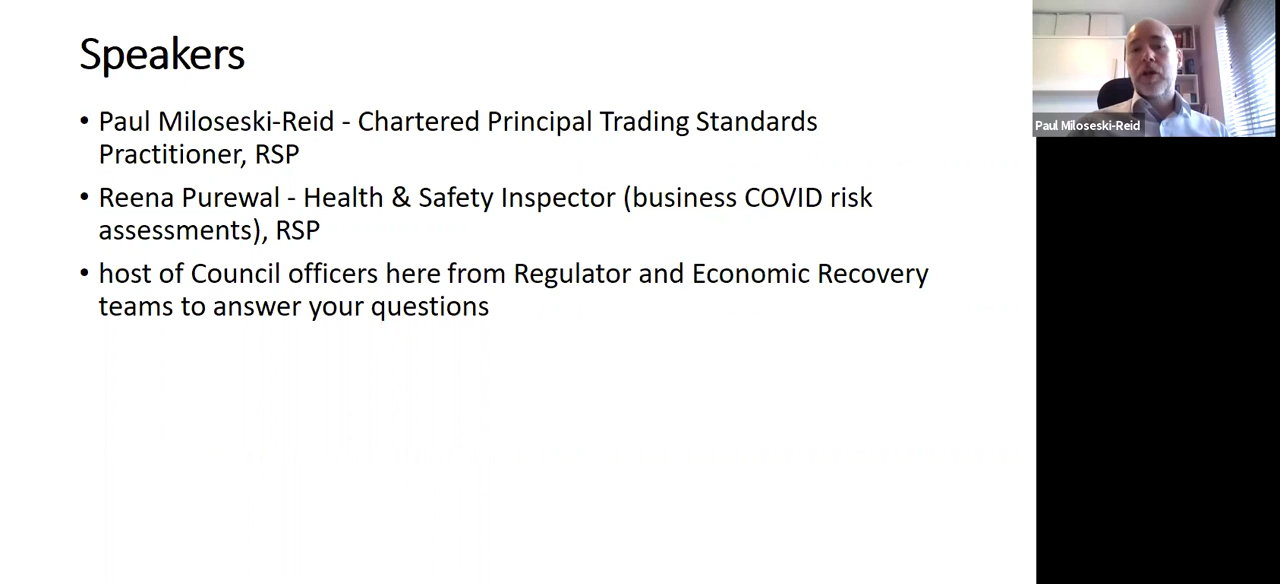 Speakers
• Paul Miloseski-Reid - Chartered Principal Trading Standards
Practitioner, RSP
• Reena Purewal - Health & Safety Inspector (business COVID risk
assessments), RSP
• host of Council officers here from Regulator and Economic Recovery
teams to answer your questions
Paul Miloseski-Reid